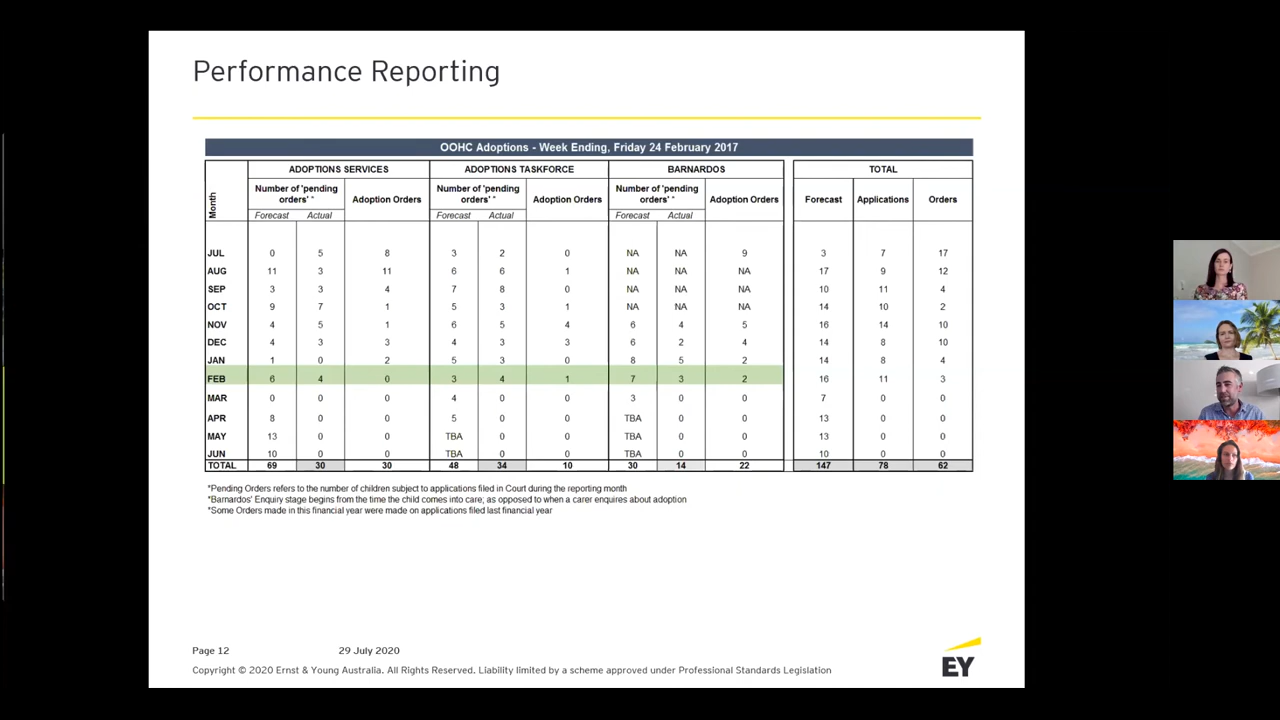 Performance Reporting
OOHC Adoptions - Week Ending, Friday 24 February 2017
Month
ADOPTIONS SERVICES ADOPTIONS TASKFORCE BARNARDOS TOTAL
Number of 'pending orders' * Adoption Orders Number of 'pending orders' * Adoption Orders Number of 'pending orders' * Adoption Orders Forecast Applications Orders
Forecast Actual Forecast Actual Forecast Actual
JUL 0 5 8 3 2 0 NA NA 9 3 7 17
AUG 11 3 11 6 6 1 NA NA NA 17 9 12
SEP 3 3 4 7 8 0 NA NA NA 10 11 4
OCT 9 7 1 5 3 1 NA NA NA 14 10 2
NOV 4 5 1 6 5 4 6 4 5 16 14 10
DEC 4 3 3 4 3 3 6 2 4 14 8 10
JAN 1 0 2 5 3 0 8 5 2 14 8 4
FEB 6 4 0 3 4 1 7 3 2 16 11 3
MAR 0 0 0 4 0 0 3 0 0 7 0 0
APR 8 0 0 5 0 0 TBA 0 0 13 0 0
MAY 13 0 0 TBA 0 0 TBA 0 0 13 0 0
JUN 10 0 0 TBA 0 0 TBA 0 0 10 0 0
TOTAL 69 30 30 48 34 10 30 14 22 147 78 62
*Pending Orders refers to the number of children subject to applications filed in Court during the reporting month
*Barnardos' Enquiry stage begins from the time the child comes into care; as opposed to when a carer enquires about adoption
*Some Orders made in this financial year were made on applications filed last financial year
Page 12 29 July 2020
Copyright © 2020 Ernst & Young Australia. All Rights Reserved. Liability limited by a scheme approved under Professional Standards Legislation
EY